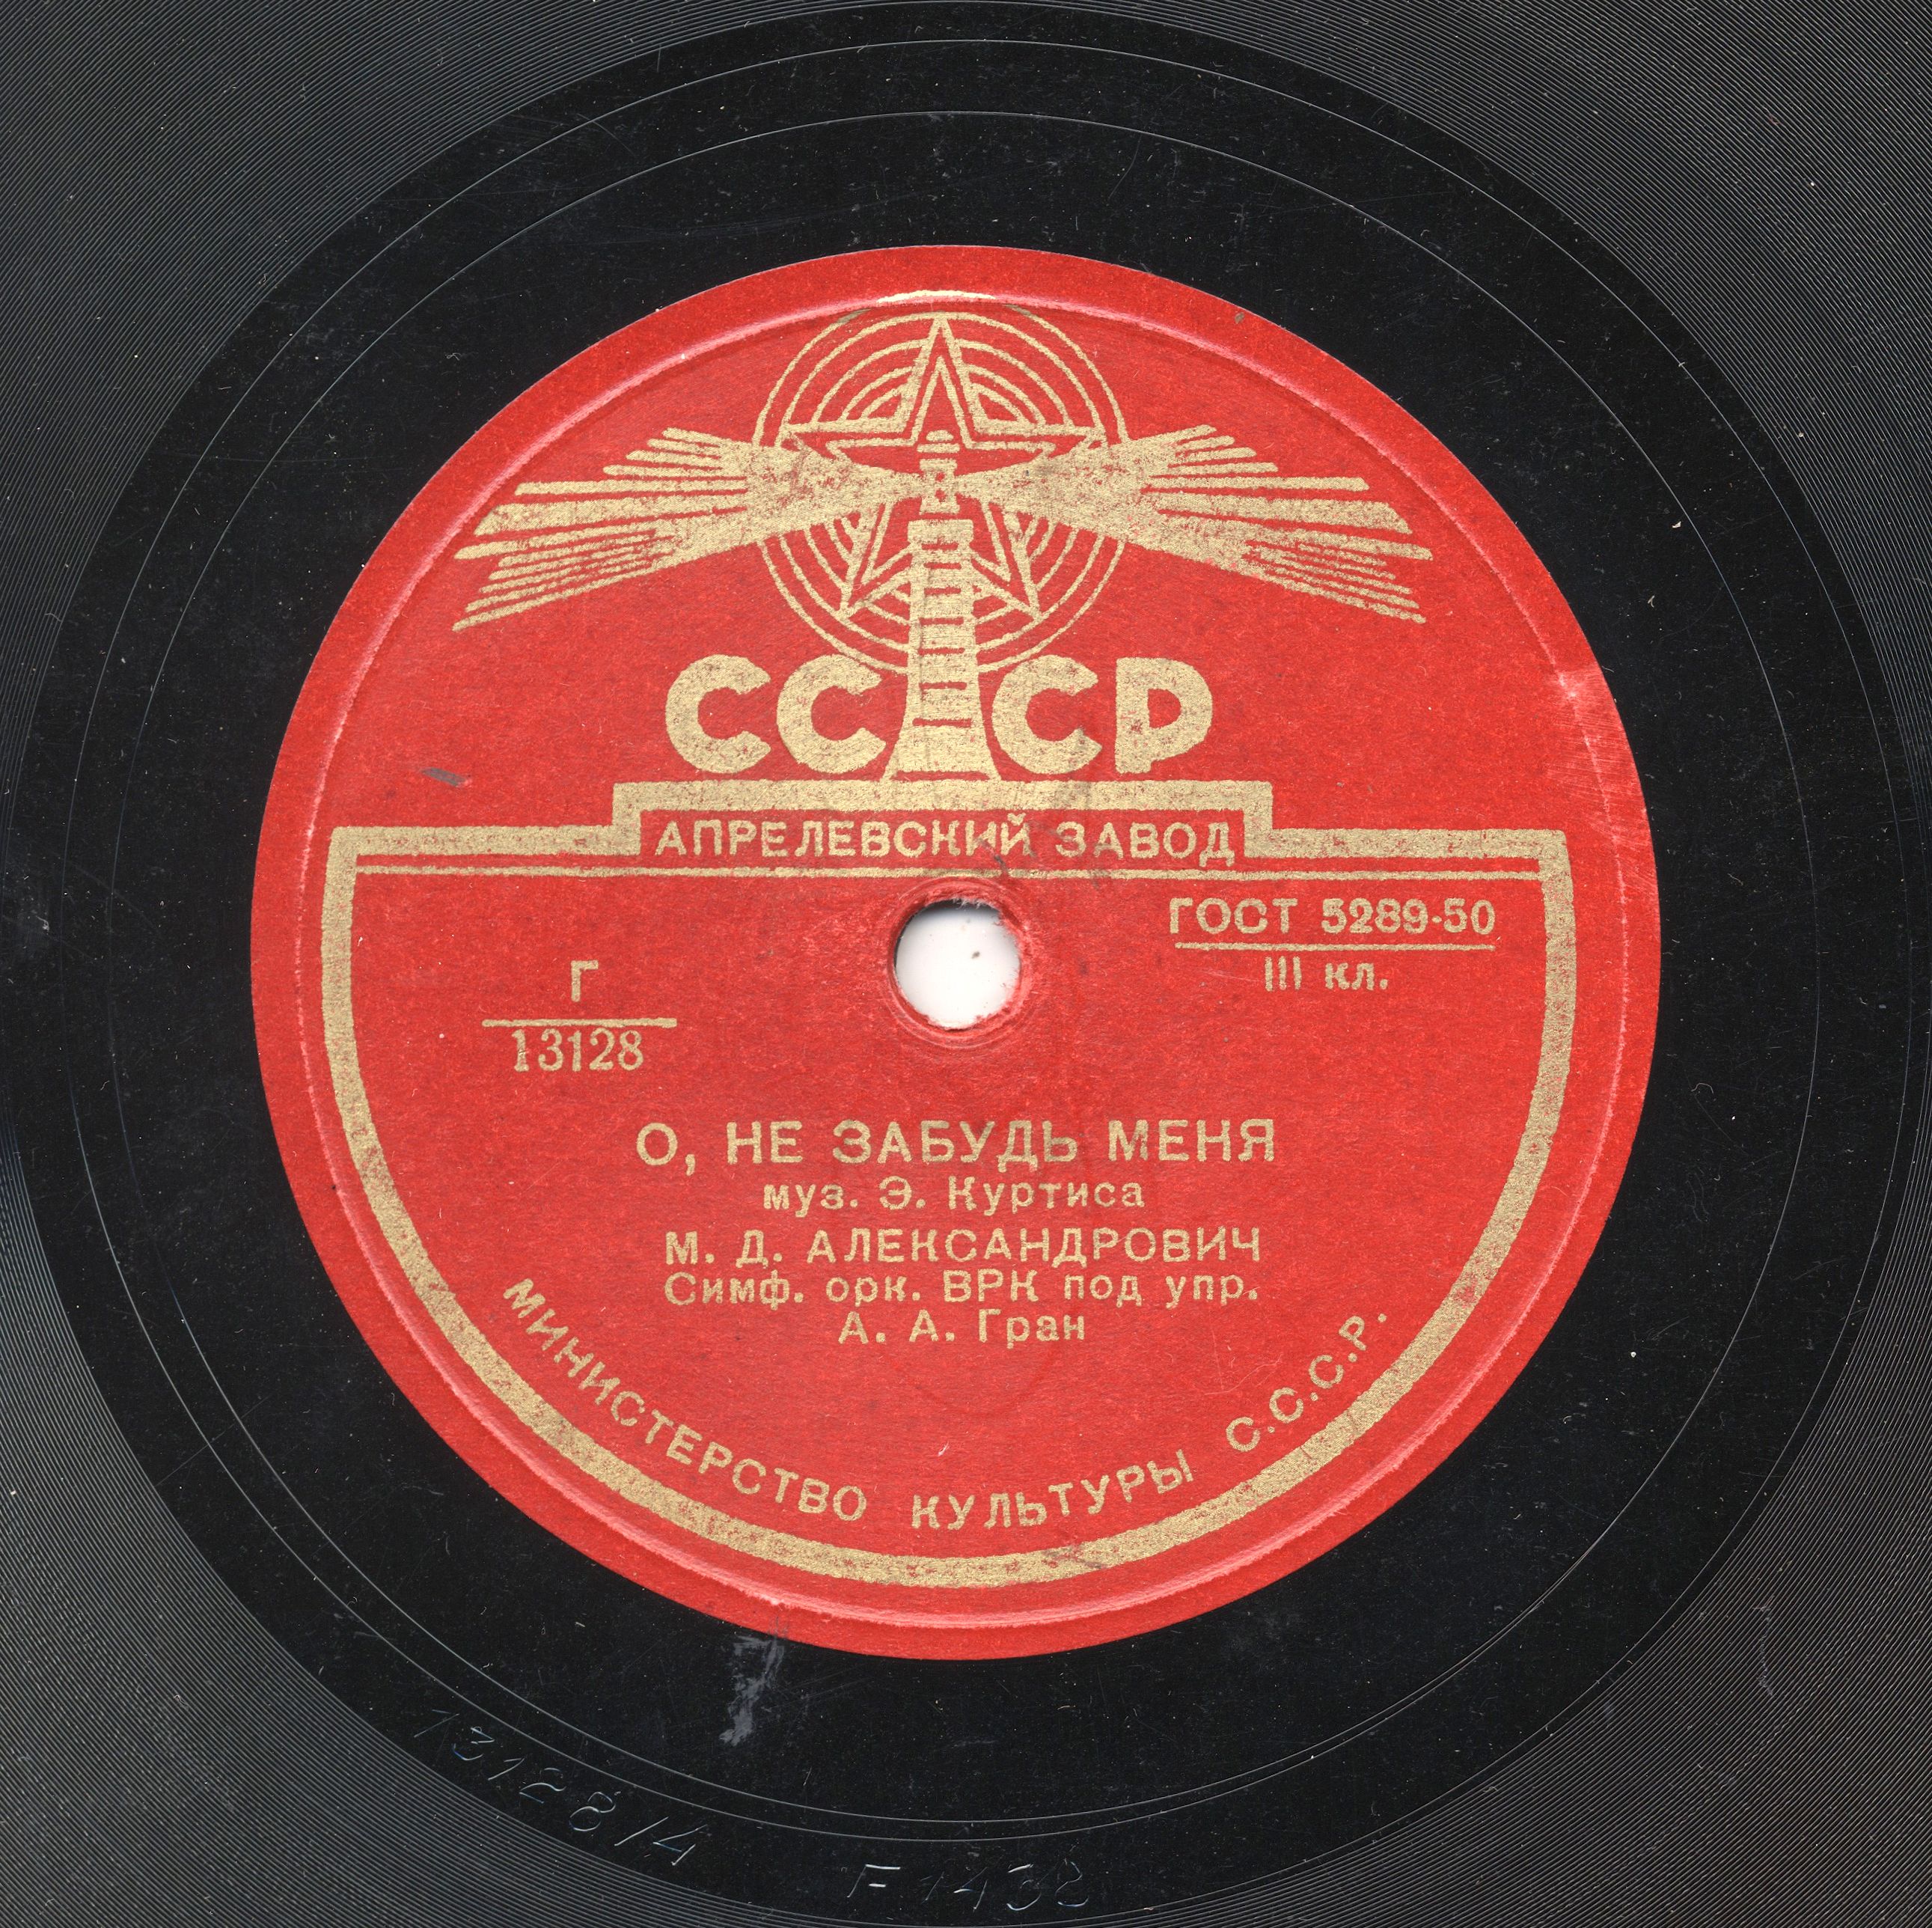 СССР
АПРЕЛЕВСКИЙ ЗАВОД
ГОСТ 5289-50
III кл.
Г
13128
О, НЕ ЗАБУДЬ МЕНЯ
муз. Э. Куртиса
М. Д. АЛЕКСАНДРОВИЧ
Симф. орк. ВРК под упр.
А. А. Гран
МИНИСТЕРСТВО КУЛЬТУРЫ С.С.С.Р.
13128/4
F 1438